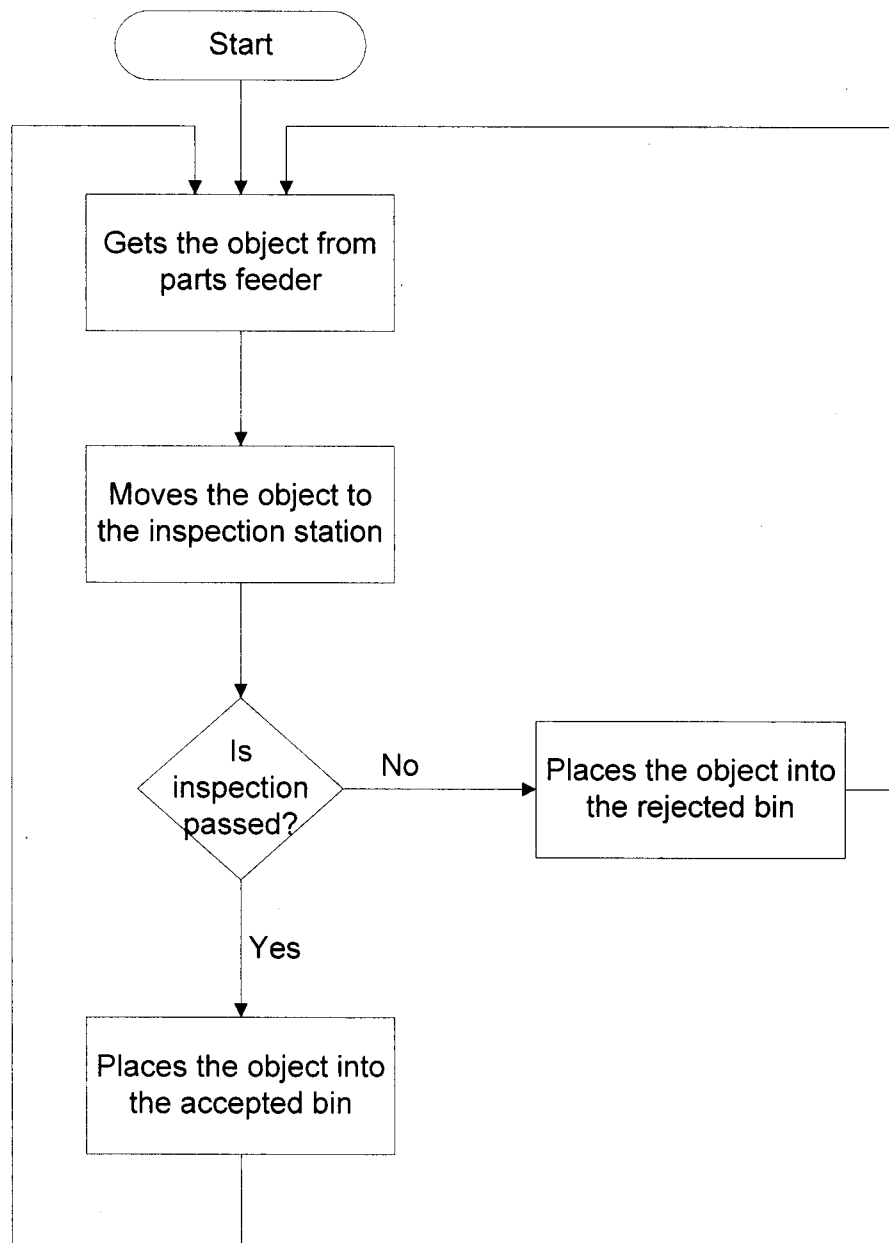 Start
Gets the object from
parts feeder
Moves the object to
the inspection station
Is
inspection
passed?
No
Places the object into
the rejected bin
Yes
Places the object into
the accepted bin